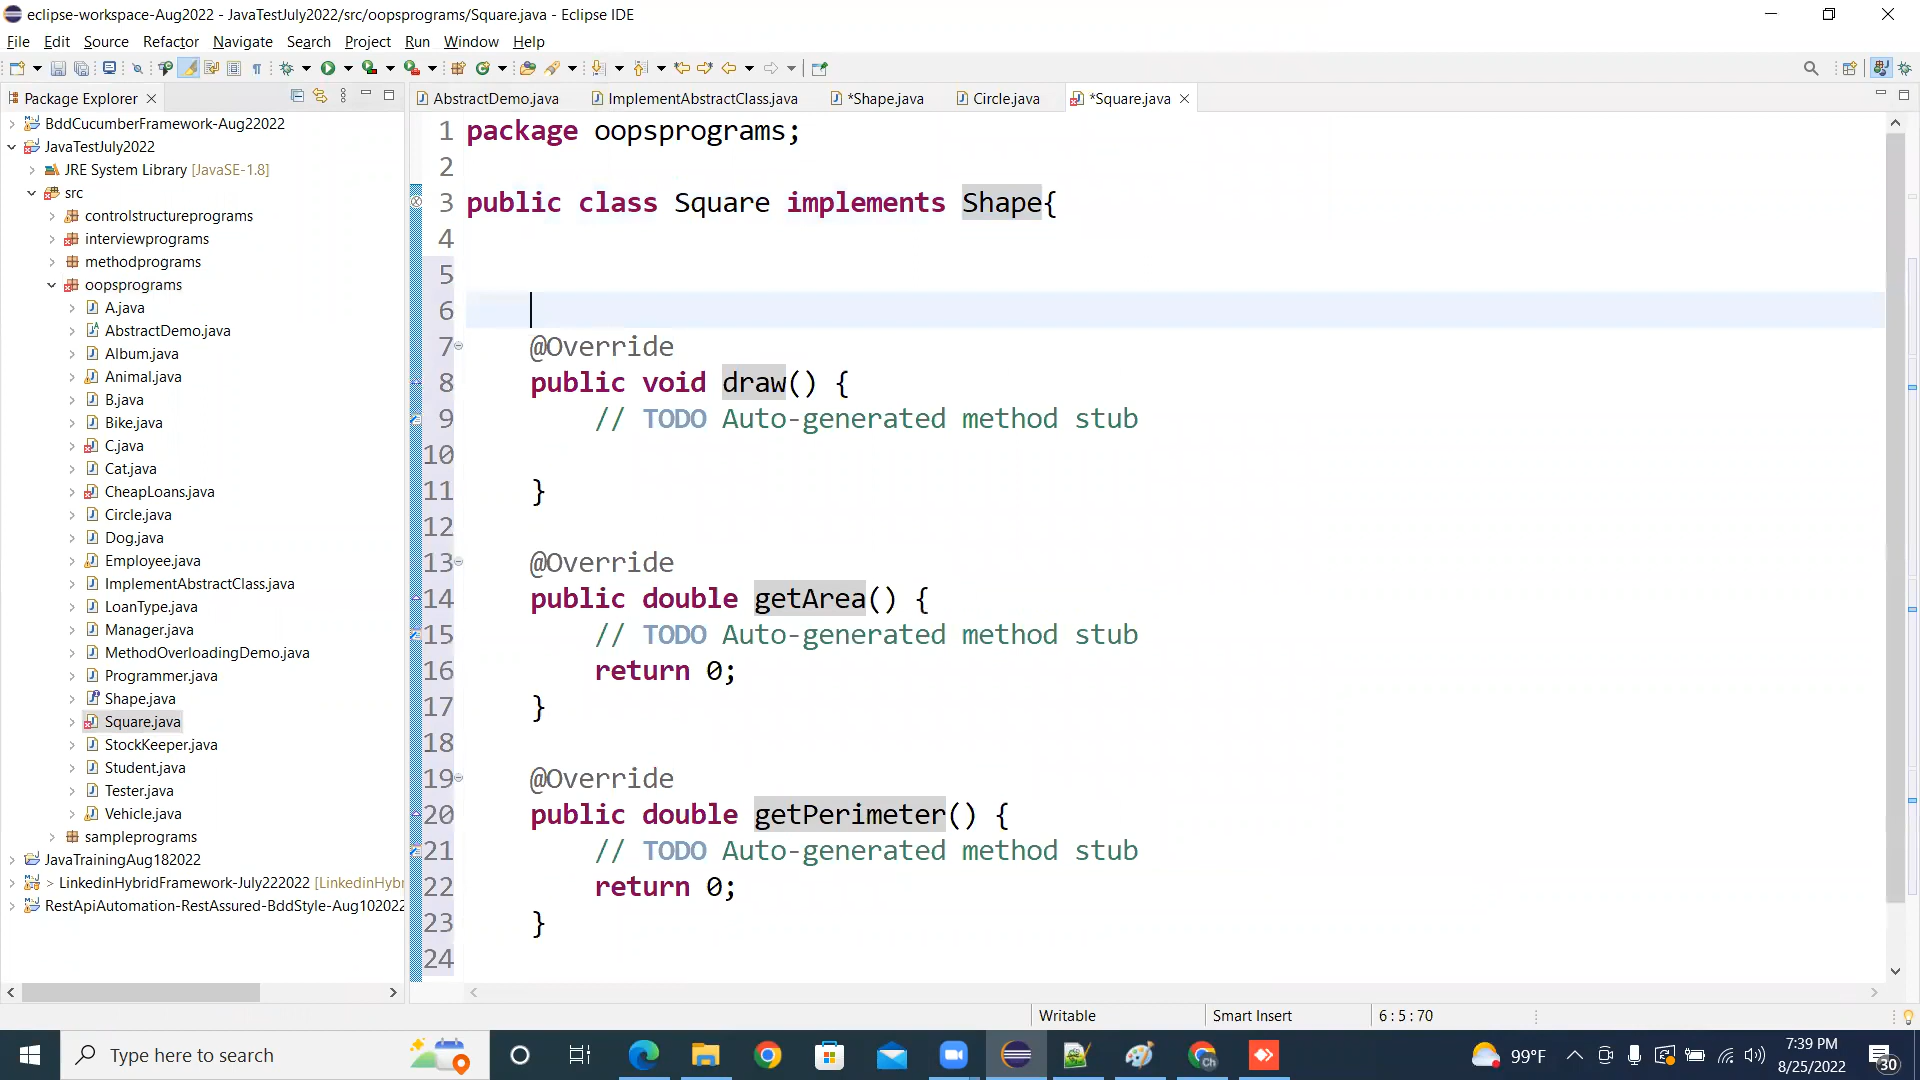 eclipse-workspace-Aug2022 - JavaTestJuly2022/src/oopsprograms/Square.java - Eclipse IDE
File Edit Source Refactor Navigate Search Project Run Window Help
Package Explorer
BddCucumberFramework-Aug22022
JavaTestJuly2022
JRE System Library [JavaSE-1.8]
src
controlstructureprograms
interviewprograms
methodprograms
oopsprograms
A.java
AbstractDemo.java
Album.java
Animal.java
B.java
Bike.java
C.java
Cat.java
CheapLoans.java
Circle.java
Dog.java
Employee.java
ImplementAbstractClass.java
LoanType.java
Manager.java
MethodOverloadingDemo.java
Programmer.java
Shape.java
Square.java
StockKeeper.java
Student.java
Tester.java
Vehicle.java
sampleprograms
JavaTrainingAug182022
> LinkedinHybridFramework-July222022 [LinkedinHybr
RestApiAutomation-RestAssured-BddStyle-Aug102022
AbstractDemo.java ImplementAbstractClass.java *Shape.java Circle.java *Square.java
1 package oopsprograms;
2
3 public class Square implements Shape{
4
5
6
7 @Override
8 public void draw() {
9 // TODO Auto-generated method stub
10
11 }
12
13 @Override
14 public double getArea() {
15 // TODO Auto-generated method stub
16 return 0;
17 }
18
19 @Override
20 public double getPerimeter() {
21 // TODO Auto-generated method stub
22 return 0;
23 }
24
Writable Smart Insert 6 : 5 : 70
Type here to search
99°F
7:39 PM
8/25/2022
30